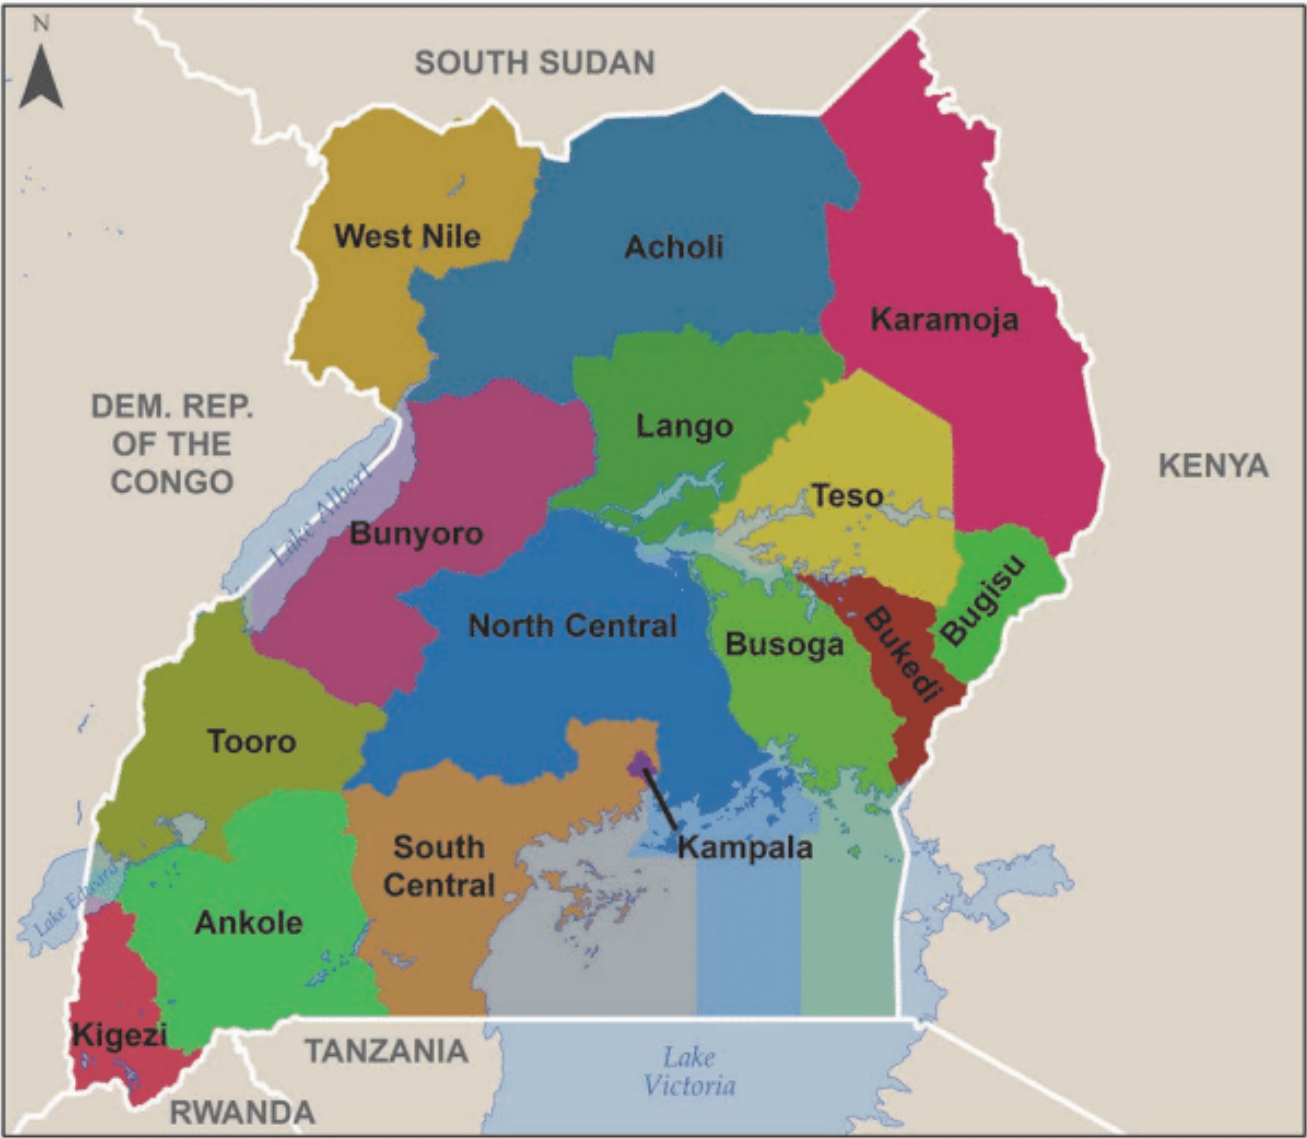 N
SOUTH SUDAN
West Nile
Acholi
Karamoja
DEM. REP.
OF THE
CONGO
Lango
KENYA
Teso
Lake Albert
Bunyoro
Bugisu
North Central
Busoga
Bukedi
Tooro
South
Central
Kampala
Lake Edward
Ankole
Kigezi
TANZANIA
Lake
Victoria
RWANDA